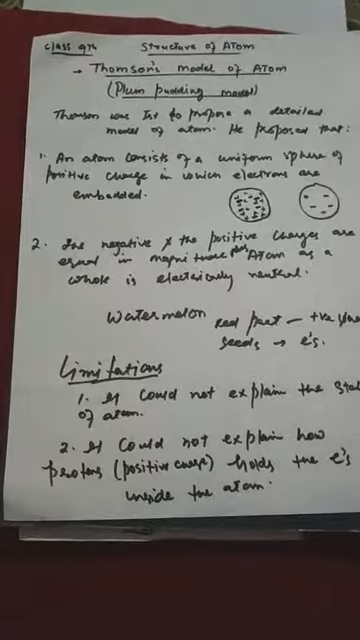 Class 9th Structure of Atom
→ Thomson's model of Atom
(Plum pudding model)
Thomson was Ist to propose a detailed
model of atom. He proposed that:
1. An atom consists of a uniform sphere of
positive charge in which electrons are
embedded.
2. The negative & the positive charges are
equal in magnitude Atom as a
whole is electrically neutral.
Watermelon red part – +ve
seeds → e's.
Limitations
1. It could not explain the
of atom.
2. It could not explain how
protons (positive charge) holds the e's
inside the atom.